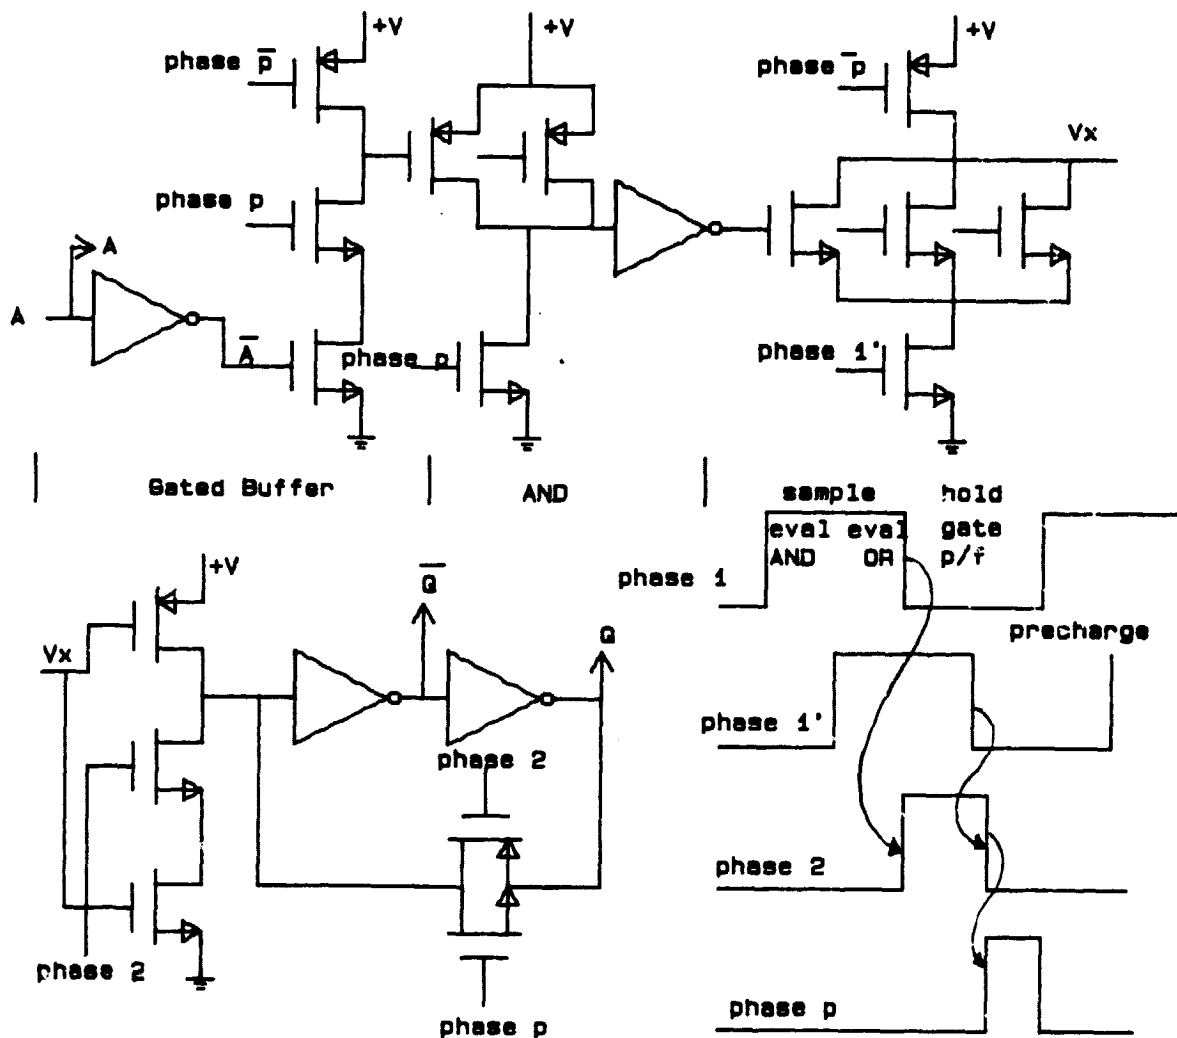 +V
+V
+V
phase p̅
phase p̅
Vx
phase p
A
A
A̅
phase p
phase 1'
Gated Buffer
AND
sample hold
eval eval gate
AND OR p/f
phase 1
precharge
+V
Q̅
Q
Vx
phase 1'
phase 2
phase 2
phase 2
phase p
phase p